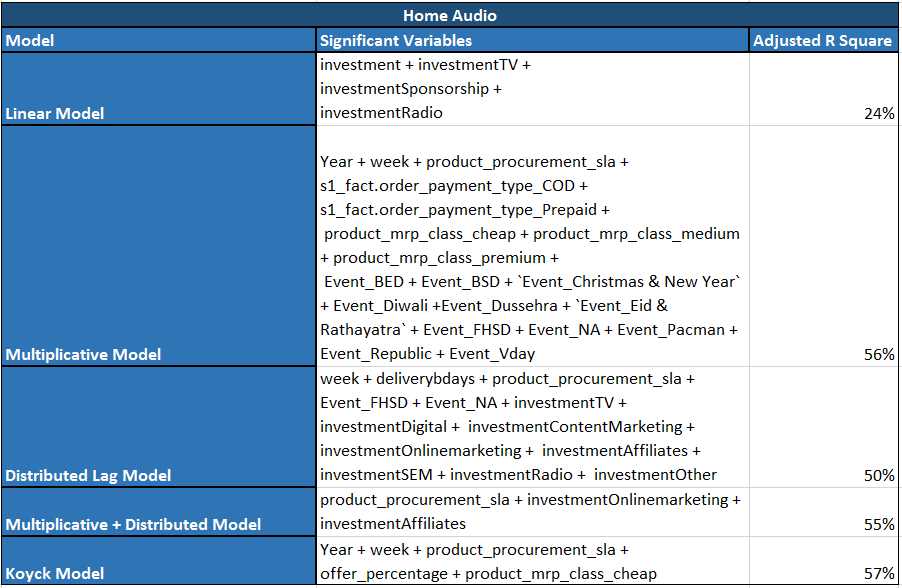 Home Audio
Model Significant Variables Adjusted R Square
investment + investmentTV +
investmentSponsorship +
Linear Model investmentRadio 24%
Year + week + product_procurement_sla +
s1_fact.order_payment_type_COD +
s1_fact.order_payment_type_Prepaid +
product_mrp_class_cheap + product_mrp_class_medium
+ product_mrp_class_premium +
Event_BED + Event_BSD + `Event_Christmas & New Year`
+ Event_Diwali +Event_Dussehra + `Event_Eid &
Rathayatra` + Event_FHSD + Event_NA + Event_Pacman +
Multiplicative Model Event_Republic + Event_Vday 56%
week + deliverybdays + product_procurement_sla +
Event_FHSD + Event_NA + investmentTV +
investmentDigital + investmentContentMarketing +
investmentOnlinemarketing + investmentAffiliates +
Distributed Lag Model investmentSEM + investmentRadio + investmentOther 50%
product_procurement_sla + investmentOnlinemarketing +
Multiplicative + Distributed Model investmentAffiliates 55%
Year + week + product_procurement_sla +
Koyck Model offer_percentage + product_mrp_class_cheap 57%